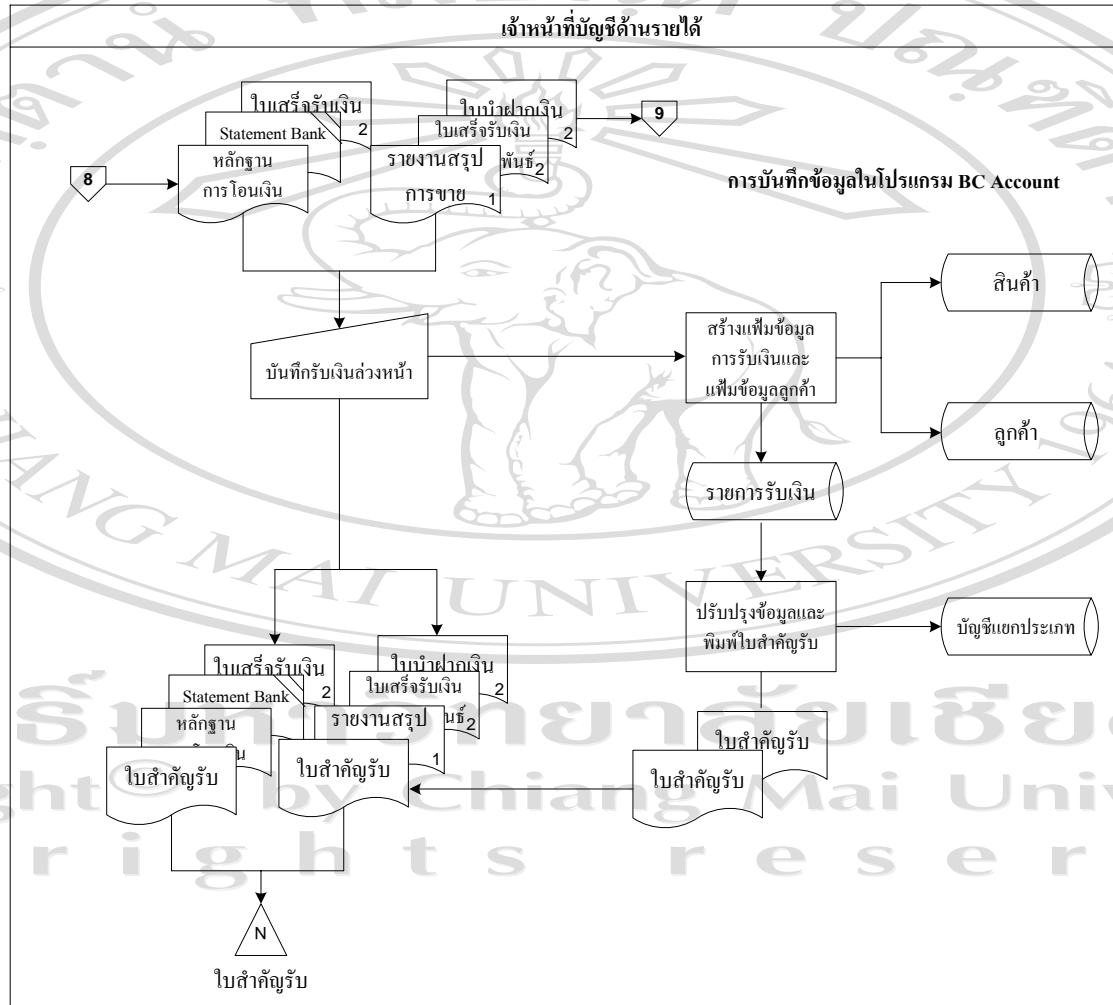 เจ้าหน้าที่บัญชีด้านรายได้
ใบเสร็จรับเงิน
2
Statement Bank
หลักฐาน
การโอนเงิน
8
ใบนำฝากเงิน
2
ใบเสร็จรับเงิน
พันธ์
2
รายงานสรุป
การขาย
1
9
การบันทึกข้อมูลในโปรแกรม BC Account
สินค้า
บันทึกรับเงินล่วงหน้า
สร้างแฟ้มข้อมูล
การรับเงินและ
แฟ้มข้อมูลลูกค้า
ลูกค้า
รายการรับเงิน
ปรับปรุงข้อมูลและ
พิมพ์ใบสำคัญรับ
บัญชีแยกประเภท
ใบเสร็จรับเงิน
2
Statement Bank
หลักฐาน
ใบสำคัญรับ
ใบนำฝากเงิน
2
ใบเสร็จรับเงิน
2
รายงานสรุป
1
ใบสำคัญรับ
ใบสำคัญรับ
ใบสำคัญรับ
N
ใบสำคัญรับ
CHIANG MAI UNIVERSITY
by Chiang Mai Univ
rights reser